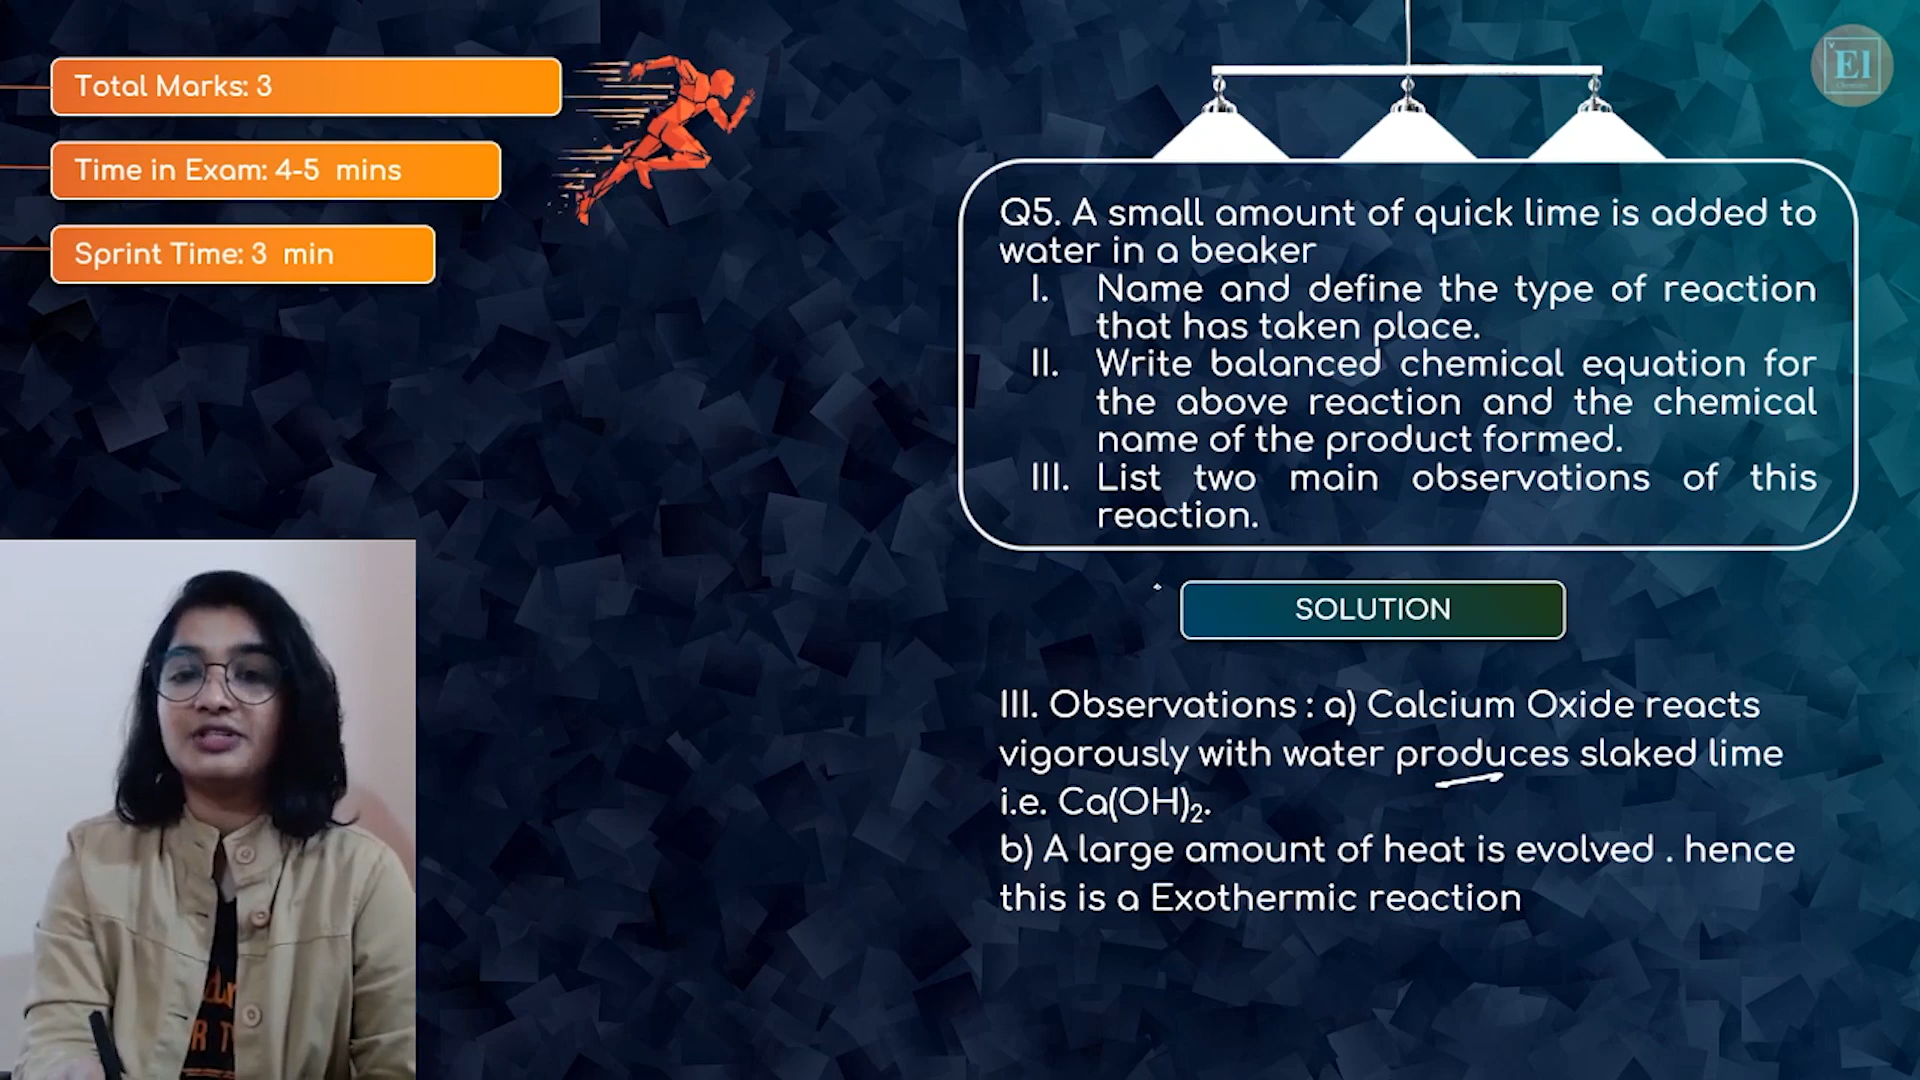 Total Marks: 3
Time in Exam: 4-5 mins
Sprint Time: 3 min
El
Q5. A small amount of quick lime is added to
water in a beaker
I. Name and define the type of reaction
that has taken place.
II. Write balanced chemical equation for
the above reaction and the chemical
name of the product formed.
III. List two main observations of this
reaction.
SOLUTION
III. Observations : a) Calcium Oxide reacts
vigorously with water produces slaked lime
i.e. Ca(OH)₂.
b) A large amount of heat is evolved . hence
this is a Exothermic reaction